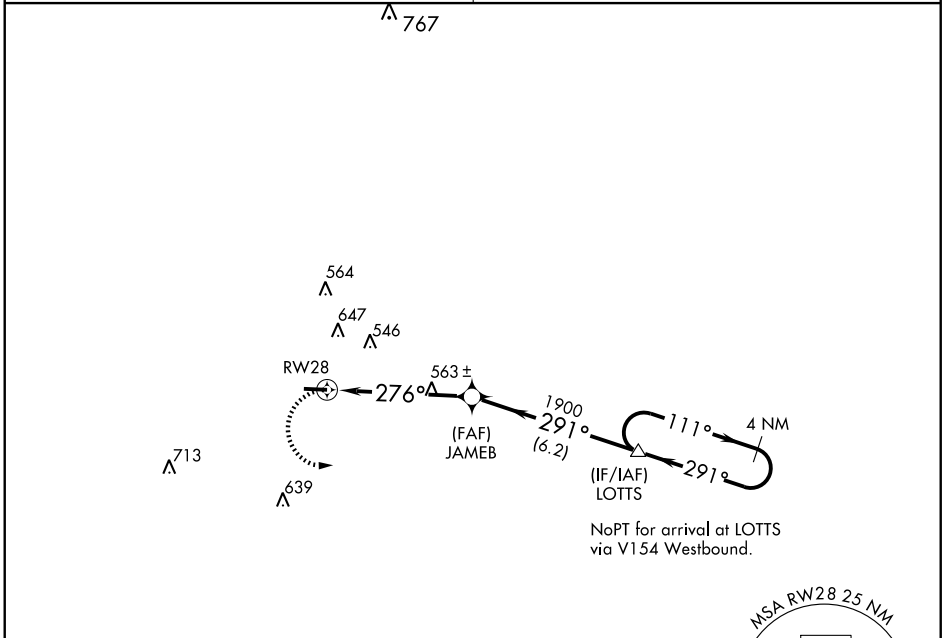 767
564
647
546
RW28
563 ±
276°
1900
291°
(6.2)
111°
4 NM
(FAF)
JAMEB
291°
713
639
(IF/IAF)
LOTTS
NoPT for arrival at LOTTS
via V154 Westbound.
MSA RW28 25 NM